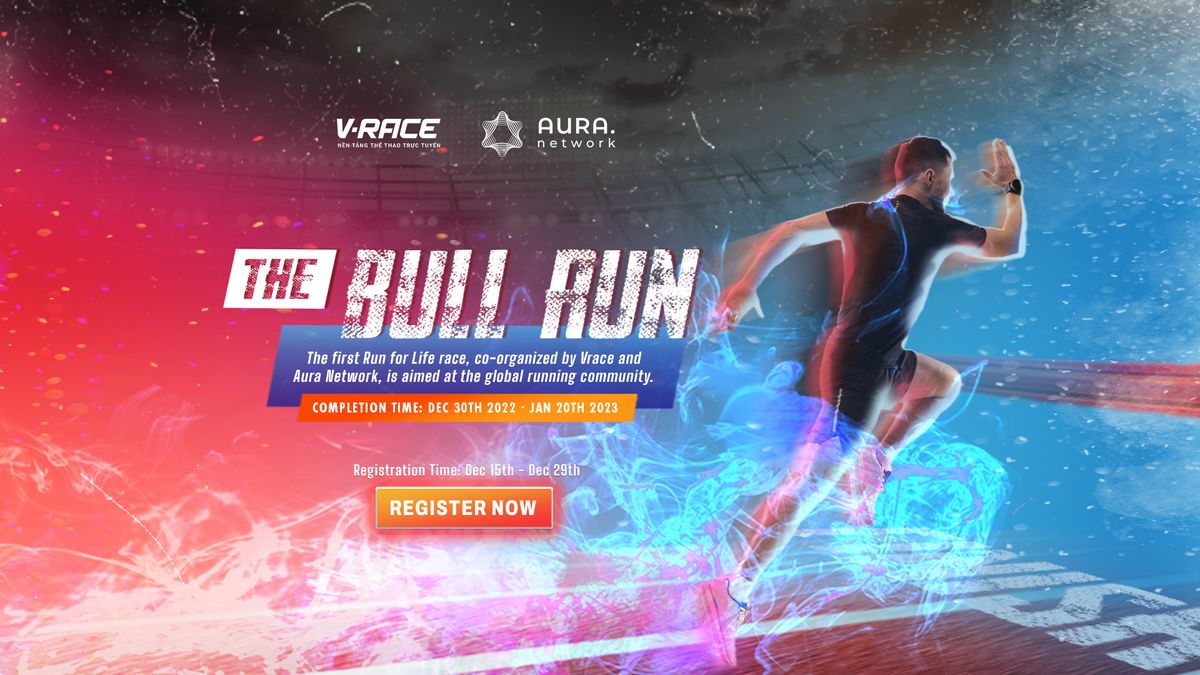 V-RACE
NỀN TẢNG THỂ THAO TRỰC TUYẾN
AURA.
network
THE BULL RUN
The first Run for Life race, co-organized by Vrace and
Aura Network, is aimed at the global running community.
COMPLETION TIME: DEC 30TH 2022 - JAN 20TH 2023
Registration Time: Dec 15th - Dec 29th
REGISTER NOW